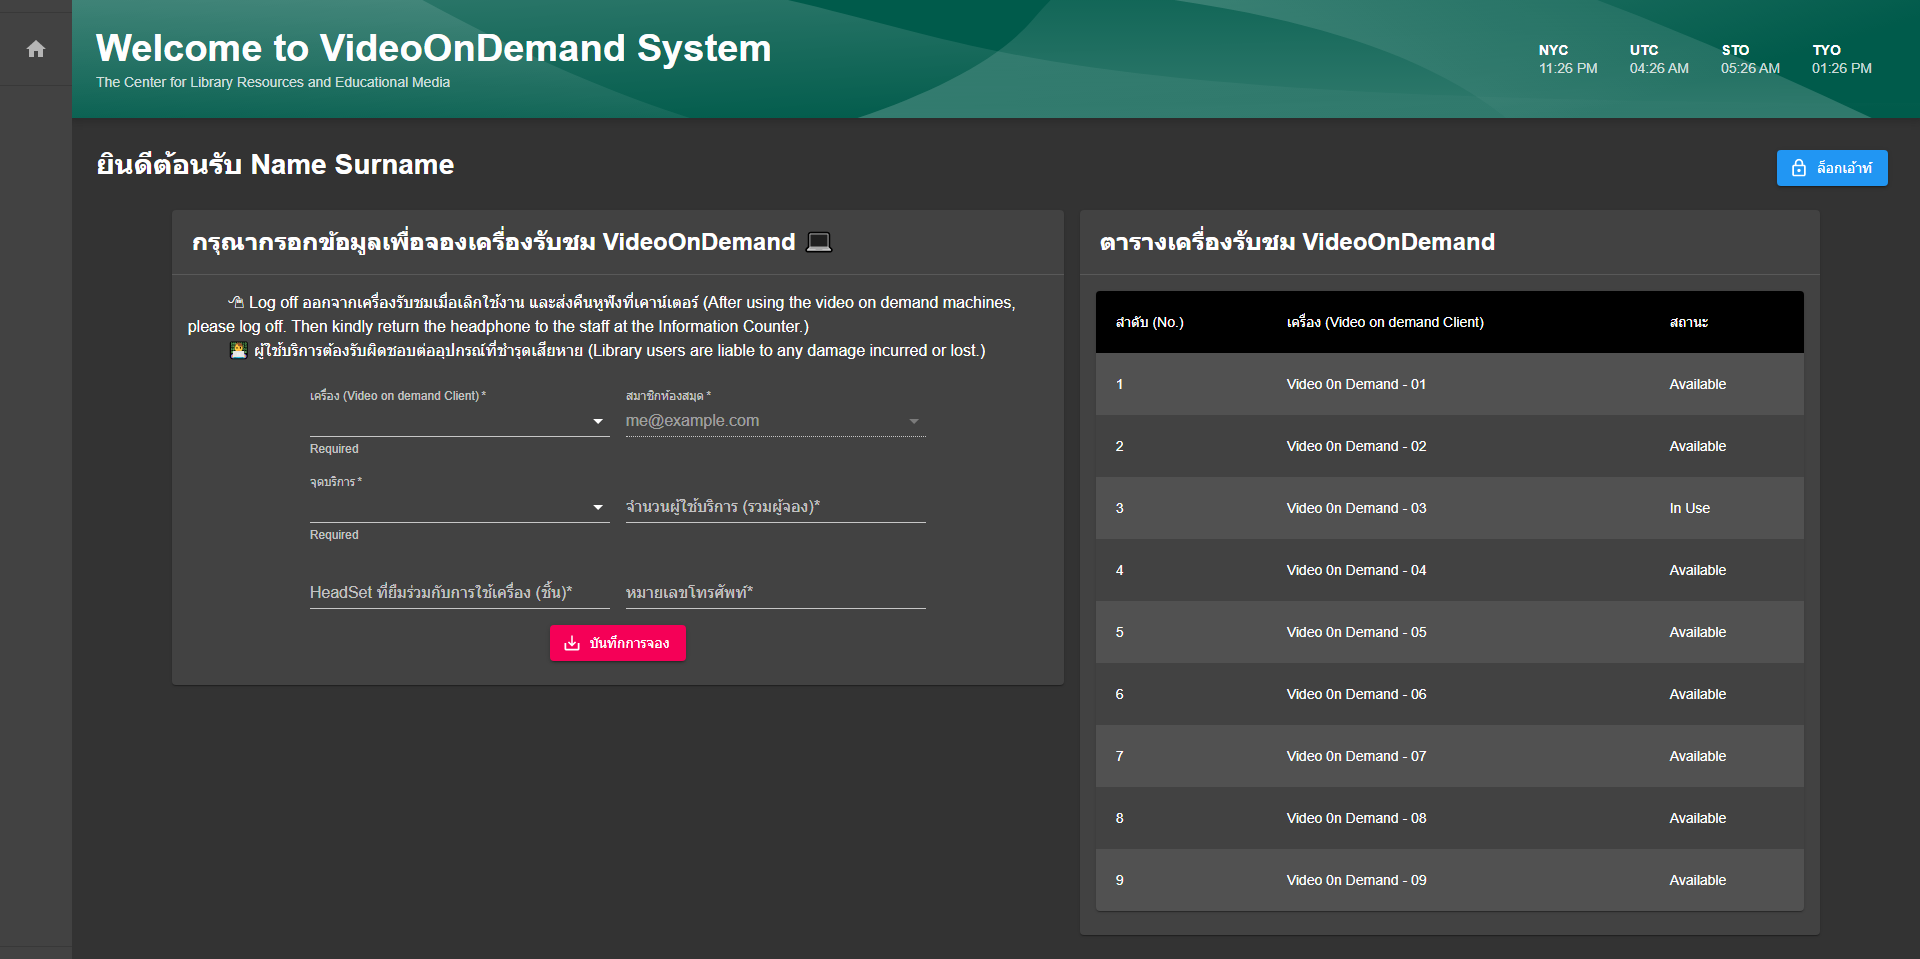 Welcome to VideoOnDemand System
The Center for Library Resources and Educational Media
NYC UTC STO TYO
11:26 PM 04:26 AM 05:26 AM 01:26 PM
ยินดีต้อนรับ Name Surname
ล็อกเอ้าท์
กรุณากรอกข้อมูลเพื่อจองเครื่องรับชม VideoOnDemand 💻
🖱 Log off ออกจากเครื่องรับชมเมื่อเลิกใช้งาน และส่งคืนหูฟังที่เคาน์เตอร์ (After using the video on demand machines,
please log off. Then kindly return the headphone to the staff at the Information Counter.)
ผู้ใช้บริการต้องรับผิดชอบต่ออุปกรณ์ที่ชำรุดเสียหาย (Library users are liable to any damage incurred or lost.)
เครื่อง (Video on demand Client) * สมาชิกห้องสมุด *
me@example.com
Required
จุดบริการ *
จำนวนผู้ใช้บริการ (รวมผู้จอง)*
Required
HeadSet ที่ยืมร่วมกับการใช้เครื่อง (ชิ้น)* หมายเลขโทรศัพท์*
บันทึกการจอง
ตารางเครื่องรับชม VideoOnDemand
ลำดับ (No.) เครื่อง (Video on demand Client) สถานะ
1 Video 0n Demand - 01 Available
2 Video 0n Demand - 02 Available
3 Video 0n Demand - 03 In Use
4 Video 0n Demand - 04 Available
5 Video 0n Demand - 05 Available
6 Video 0n Demand - 06 Available
7 Video 0n Demand - 07 Available
8 Video 0n Demand - 08 Available
9 Video 0n Demand - 09 Available